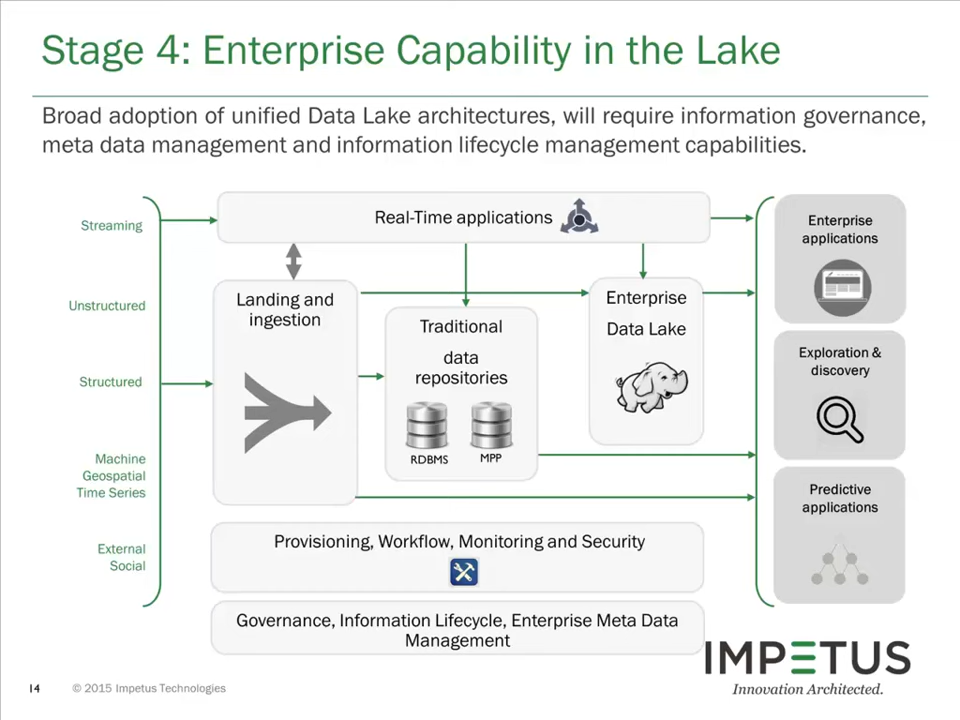 Stage 4: Enterprise Capability in the Lake
Broad adoption of unified Data Lake architectures, will require information governance,
meta data management and information lifecycle management capabilities.
Streaming
Unstructured
Structured
Machine
Geospatial
Time Series
External
Social
Real-Time applications
Landing and
ingestion
Traditional
data
repositories
RDBMS
MPP
Enterprise
Data Lake
Provisioning, Workflow, Monitoring and Security
Governance, Information Lifecycle, Enterprise Meta Data
Management
Enterprise
applications
Exploration &
discovery
Predictive
applications
IMPETUS
Innovation Architected.
14
© 2015 Impetus Technologies